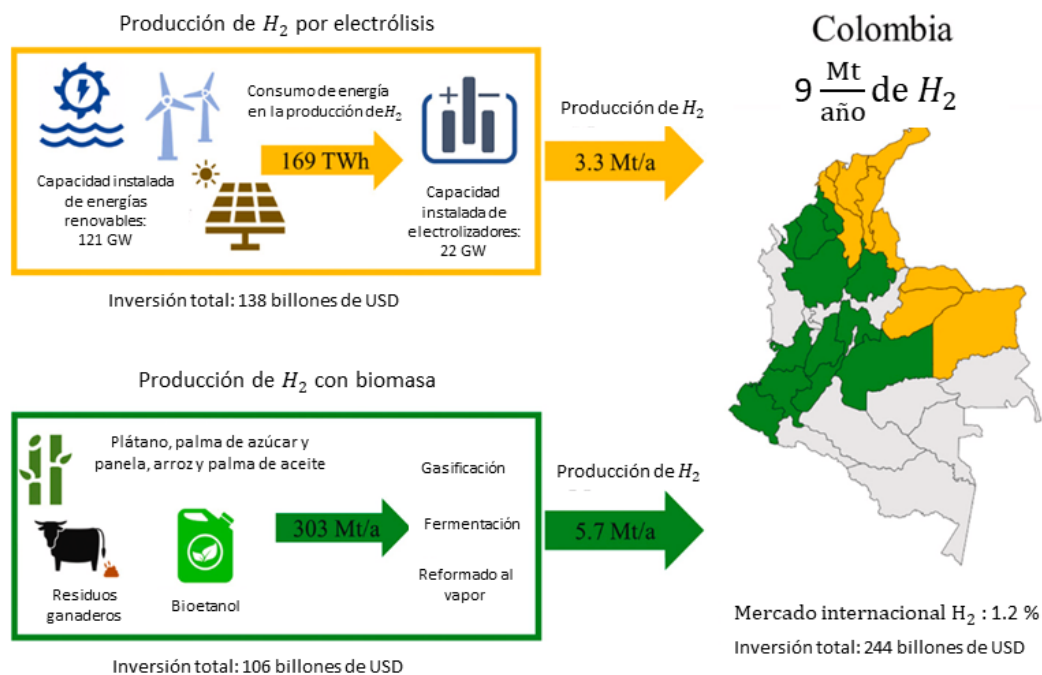 Producción de H₂ por electrólisis
Capacidad instalada
de energías
renovables:
121 GW
Consumo de energía
en la producción de H₂
169 TWh
Capacidad
instalada de
electrolizadores:
22 GW
Producción de H₂
3.3 Mt/a
Inversión total: 138 billones de USD
Producción de H₂ con biomasa
Plátano, palma de azúcar y
panela, arroz y palma de aceite
Residuos
ganaderos
Bioetanol
303 Mt/a
Gasificación
Fermentación
Reformado al
vapor
Producción de H₂
5.7 Mt/a
Inversión total: 106 billones de USD
Colombia
9 Mt/año de H₂
Mercado internacional H₂ : 1.2 %
Inversión total: 244 billones de USD